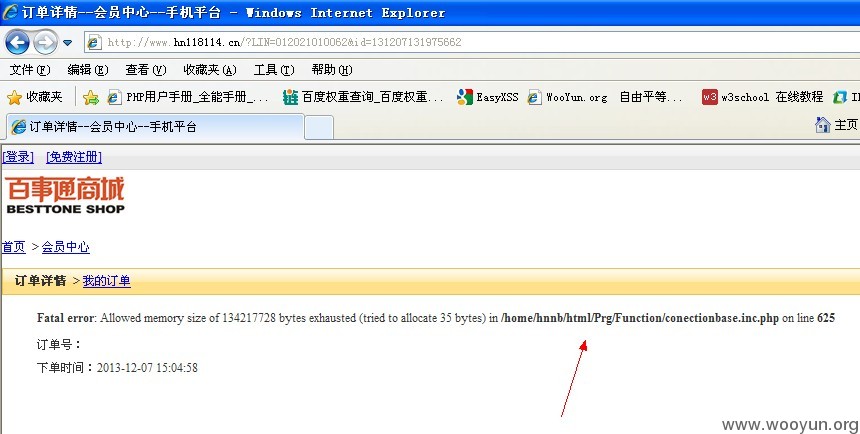 订单详情--会员中心--手机平台 - Windows Internet Explorer
http://www.hn118114.cn/?LIN=012021010062&id=131207131975662
文件(F) 编辑(E) 查看(V) 收藏夹(A) 工具(T) 帮助(H)
收藏夹 PHP用户手册_全能手册_... 百度权重查询_百度权重... EasyXSS WooYun.org 自由平等... w3school 在线教程
订单详情--会员中心--手机平台 主页
[登录] [免费注册]
百事通商城
BESTTONE SHOP
首页 > 会员中心
订单详情 > 我的订单
Fatal error: Allowed memory size of 134217728 bytes exhausted (tried to allocate 35 bytes) in /home/hnnb/html/Prg/Function/conectionbase.inc.php on line 625
订单号：
下单时间：2013-12-07 15:04:58
www.wooyun.org